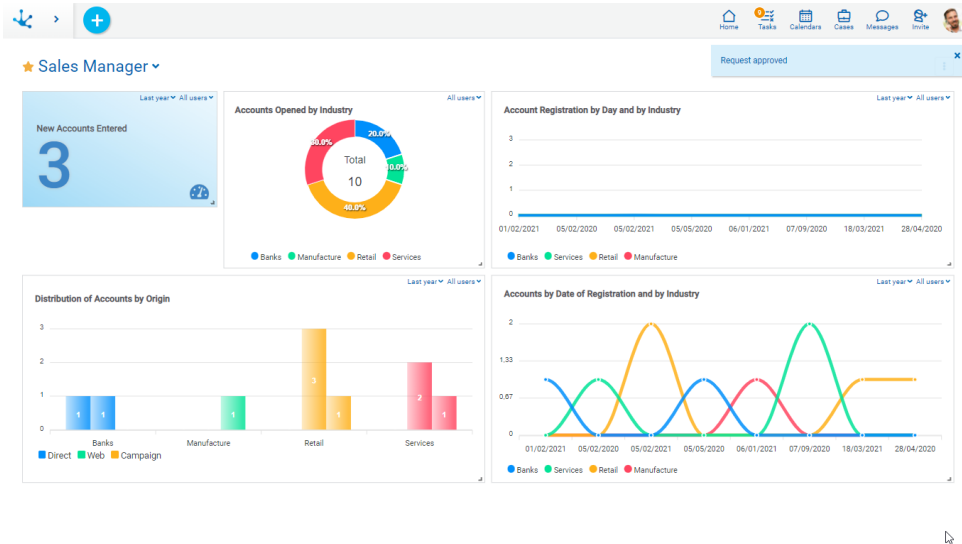 9
Home Tasks Calendars Cases Messages Invite
Request approved
Sales Manager
Last year All users
New Accounts Entered
3
All users
Accounts Opened by Industry
20.0%
10.0%
40.0%
30.0%
Total
10
Banks Manufacture Retail Services
Last year All users
Account Registration by Day and by Industry
3
2
1
0
01/02/2021 05/02/2020 05/02/2021 05/05/2020 06/01/2021 07/09/2020 18/03/2021 28/04/2020
Banks Services Retail Manufacture
Last year All users
Distribution of Accounts by Origin
3
2
1
0
1 1 1 3 1 2 1
Banks Manufacture Retail Services
Direct Web Campaign
Last year All users
Accounts by Date of Registration and by Industry
2
1,33
0,67
0
01/02/2021 05/02/2020 05/02/2021 05/05/2020 06/01/2021 07/09/2020 18/03/2021 28/04/2020
Banks Services Retail Manufacture